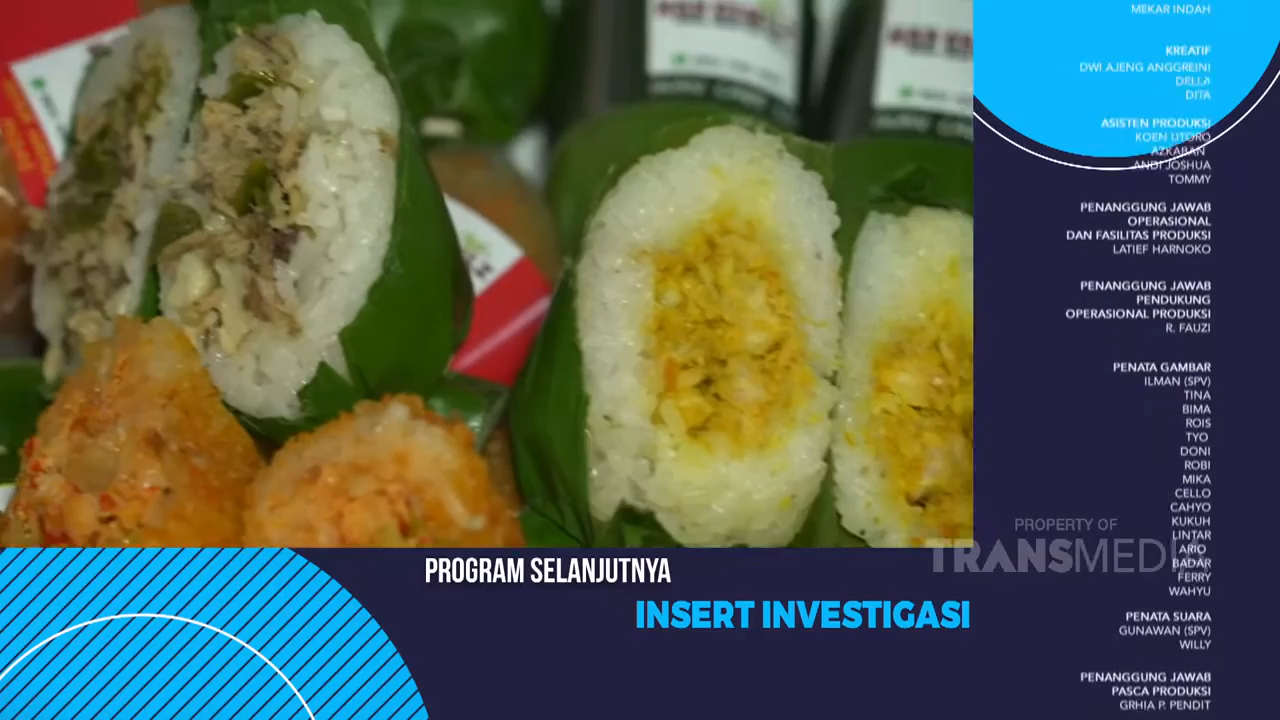 MEKAR INDAH
KREATIF
DWI AJENG ANGGREINI
DELLA
DITA
ASISTEN PRODUKSI
KOEN UTORO
AZKABAN
ANDI JOSHUA
TOMMY
PENANGGUNG JAWAB
OPERASIONAL
DAN FASILITAS PRODUKSI
LATIEF HARNOKO
PENANGGUNG JAWAB
PENDUKUNG
OPERASIONAL PRODUKSI
R. FAUZI
PENATA GAMBAR
ILMAN (SPV)
TINA
BIMA
ROIS
TYO
DONI
ROBI
MIKA
CELLO
CAHYO
KUKUH
LINTAR
ARIO
BADAR
FERRY
WAHYU
PENATA SUARA
GUNAWAN (SPV)
WILLY
PENANGGUNG JAWAB
PASCA PRODUKSI
GRHIA P. PENDIT
PROPERTY OF
TRANSMEDIA
PROGRAM SELANJUTNYA
INSERT INVESTIGASI